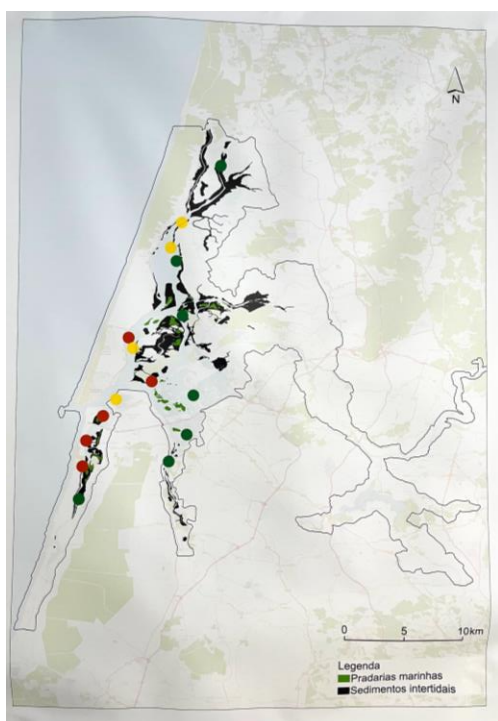 N
0 5 10km
Legenda
Pradarias marinhas
Sedimentos intertidais